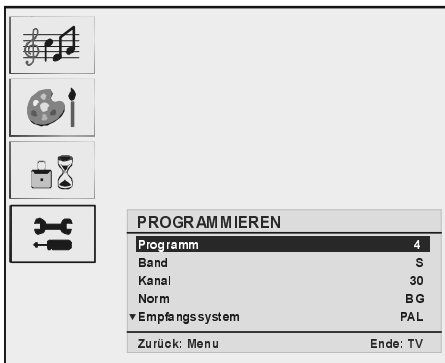 PROGRAMMIEREN
Programm 4
Band S
Kanal 30
Norm BG
▼Empfangssystem PAL
Zurück: Menu Ende: TV